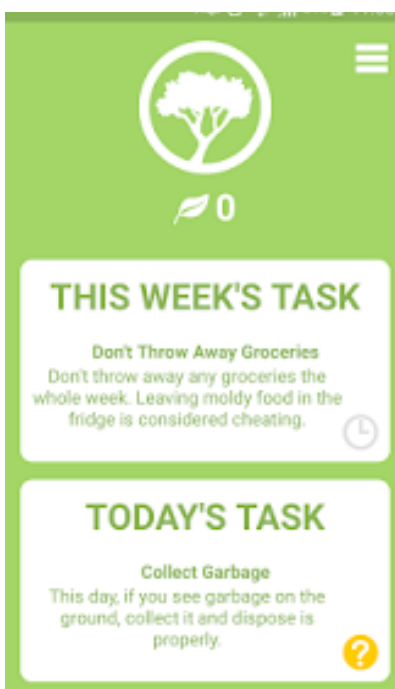 0
THIS WEEK'S TASK
Don't Throw Away Groceries
Don't throw away any groceries the
whole week. Leaving moldy food in the
fridge is considered cheating.
TODAY'S TASK
Collect Garbage
This day, if you see garbage on the
ground, collect it and dispose is
properly.
?